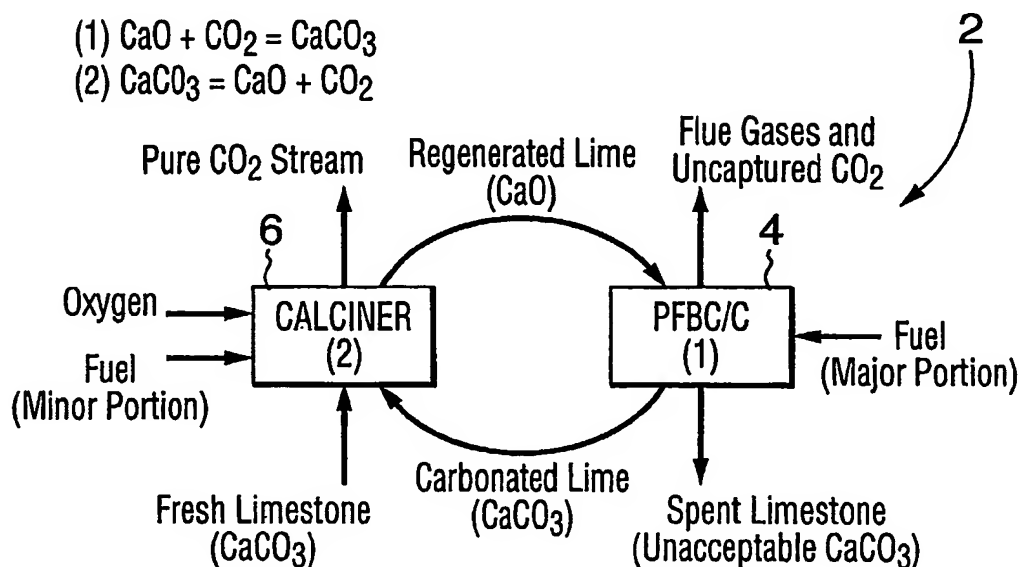 (1) CaO + CO2 = CaCO3
(2) CaCO3 = CaO + CO2
2
Pure CO2 Stream
Regenerated Lime
(CaO)
Flue Gases and
Uncaptured CO2
6
4
Oxygen
Fuel
(Minor Portion)
CALCINER
(2)
PFBC/C
(1)
Fuel
(Major Portion)
Fresh Limestone
(CaCO3)
Carbonated Lime
(CaCO3)
Spent Limestone
(Unacceptable CaCO3)